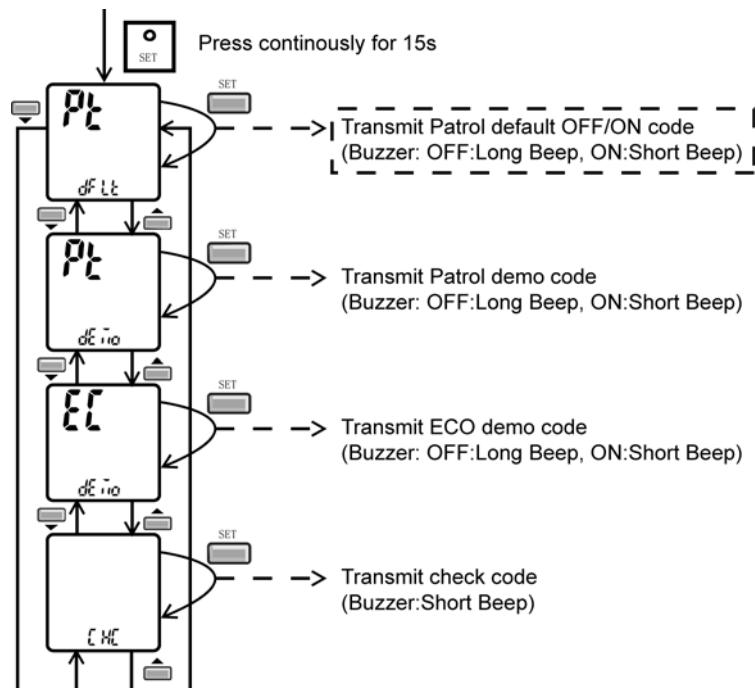 SET
Press continously for 15s
Pt
dFLt
SET
Transmit Patrol default OFF/ON code
(Buzzer: OFF:Long Beep, ON:Short Beep)
Pt
dEmo
SET
Transmit Patrol demo code
(Buzzer: OFF:Long Beep, ON:Short Beep)
EC
dEmo
SET
Transmit ECO demo code
(Buzzer: OFF:Long Beep, ON:Short Beep)
CHC
SET
Transmit check code
(Buzzer:Short Beep)